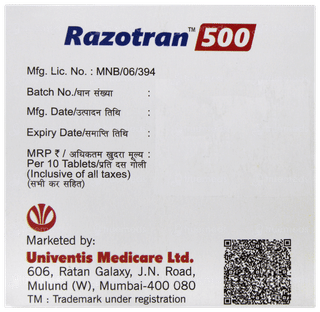 Razotran™ 500
Mfg. Lic. No. : MNB/06/394
Batch No./घान संख्या :
Mfg. Date/उत्पादन तिथि :
Expiry Date/समाप्ति तिथि :
MRP ₹ / अधिकतम खुदरा मूल्य :
Per 10 Tablets/प्रति दस गोली
(Inclusive of all taxes)
(सभी कर सहित)
Marketed by:
Univentis Medicare Ltd.
606, Ratan Galaxy, J.N. Road,
Mulund (W), Mumbai-400 080
TM : Trademark under registration